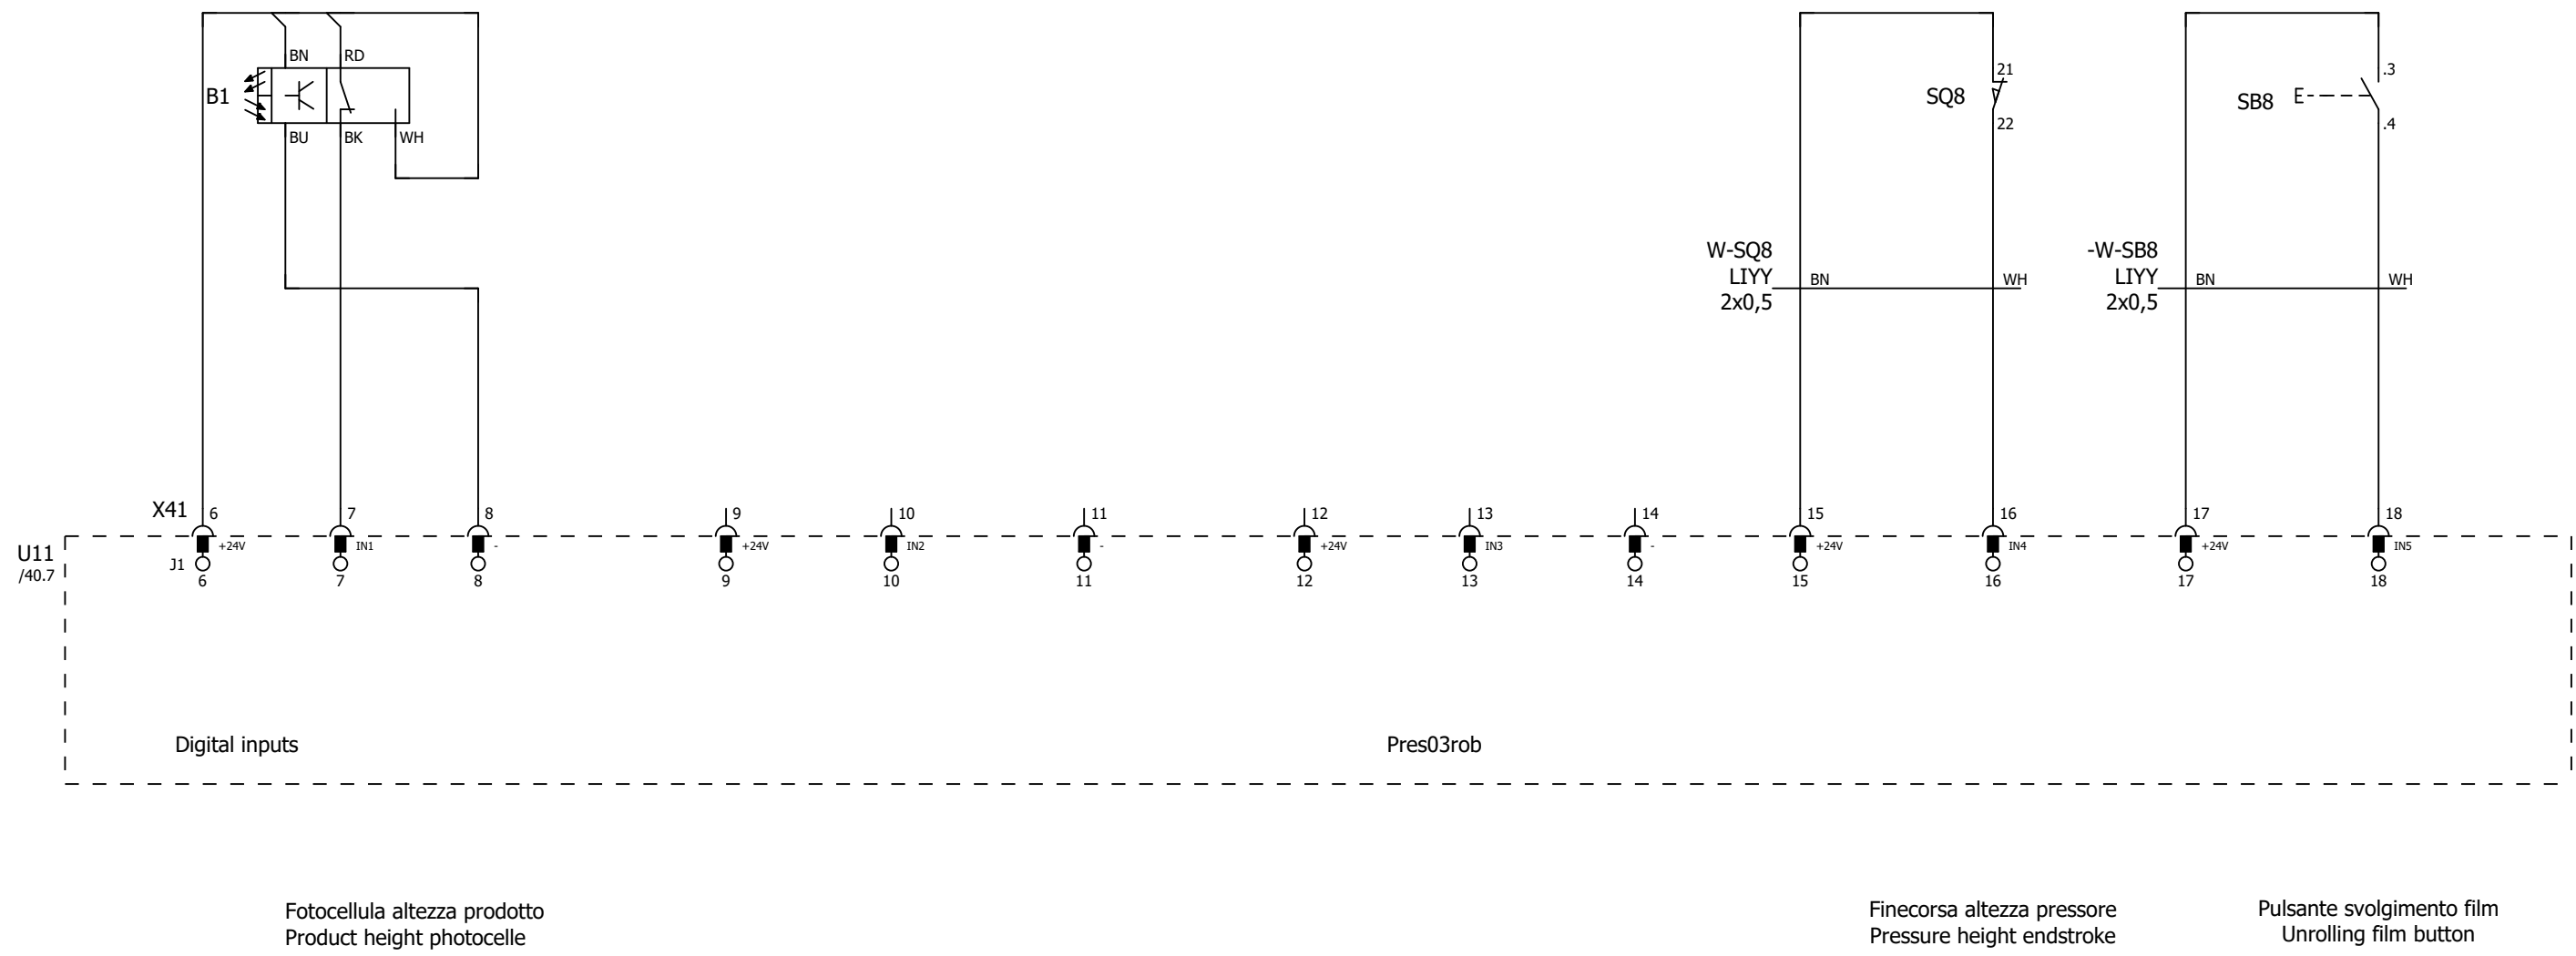 BN
RD
B1
BU
BK
WH
21
SQ8
22
.3
SB8
.4
W-SQ8
LIYY
2x0,5
BN
WH
-W-SB8
LIYY
2x0,5
BN
WH
X41
6
7
8
9
10
11
12
13
14
15
16
17
18
U11
/40.7
+24V
IN1
-
+24V
IN2
-
+24V
IN3
-
+24V
IN4
+24V
IN5
J1
6
7
8
9
10
11
12
13
14
15
16
17
18
Digital inputs
Pres03rob
Fotocellula altezza prodotto
Product height photocelle
Finecorsa altezza pressore
Pressure height endstroke
Pulsante svolgimento film
Unrolling film button